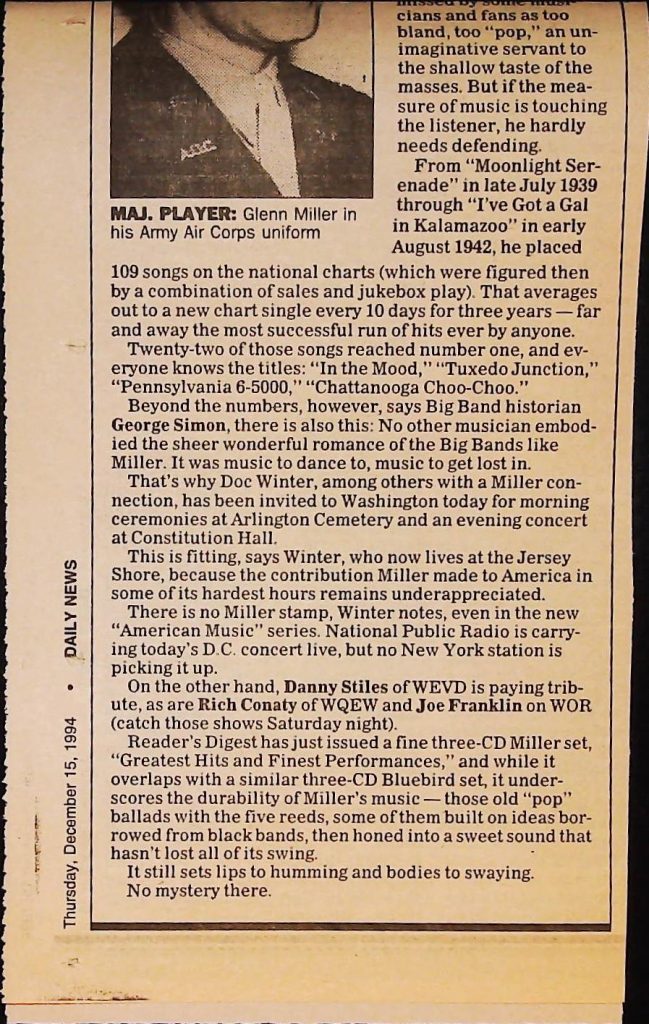 missed by some musi-
cians and fans as too
bland, too "pop," an un-
imaginative servant to
the shallow taste of the
masses. But if the mea-
sure of music is touching
the listener, he hardly
needs defending.
From "Moonlight Ser-
enade" in late July 1939
through "I've Got a Gal
in Kalamazoo" in early
August 1942, he placed
MAJ. PLAYER: Glenn Miller in
his Army Air Corps uniform
109 songs on the national charts (which were figured then
by a combination of sales and jukebox play). That averages
out to a new chart single every 10 days for three years — far
and away the most successful run of hits ever by anyone.
Twenty-two of those songs reached number one, and ev-
eryone knows the titles: "In the Mood," "Tuxedo Junction,"
"Pennsylvania 6-5000," "Chattanooga Choo-Choo."
Beyond the numbers, however, says Big Band historian
George Simon, there is also this: No other musician embod-
ied the sheer wonderful romance of the Big Bands like
Miller. It was music to dance to, music to get lost in.
That's why Doc Winter, among others with a Miller con-
nection, has been invited to Washington today for morning
ceremonies at Arlington Cemetery and an evening concert
at Constitution Hall.
This is fitting, says Winter, who now lives at the Jersey
Shore, because the contribution Miller made to America in
some of its hardest hours remains underappreciated.
There is no Miller stamp, Winter notes, even in the new
"American Music" series. National Public Radio is carry-
ing today's D.C. concert live, but no New York station is
picking it up.
On the other hand, Danny Stiles of WEVD is paying trib-
ute, as are Rich Conaty of WQEW and Joe Franklin on WOR
(catch those shows Saturday night).
Reader's Digest has just issued a fine three-CD Miller set,
"Greatest Hits and Finest Performances," and while it
overlaps with a similar three-CD Bluebird set, it under-
scores the durability of Miller's music — those old "pop"
ballads with the five reeds, some of them built on ideas bor-
rowed from black bands, then honed into a sweet sound that
hasn't lost all of its swing.
It still sets lips to humming and bodies to swaying.
No mystery there.
Thursday, December 15, 1994 • DAILY NEWS